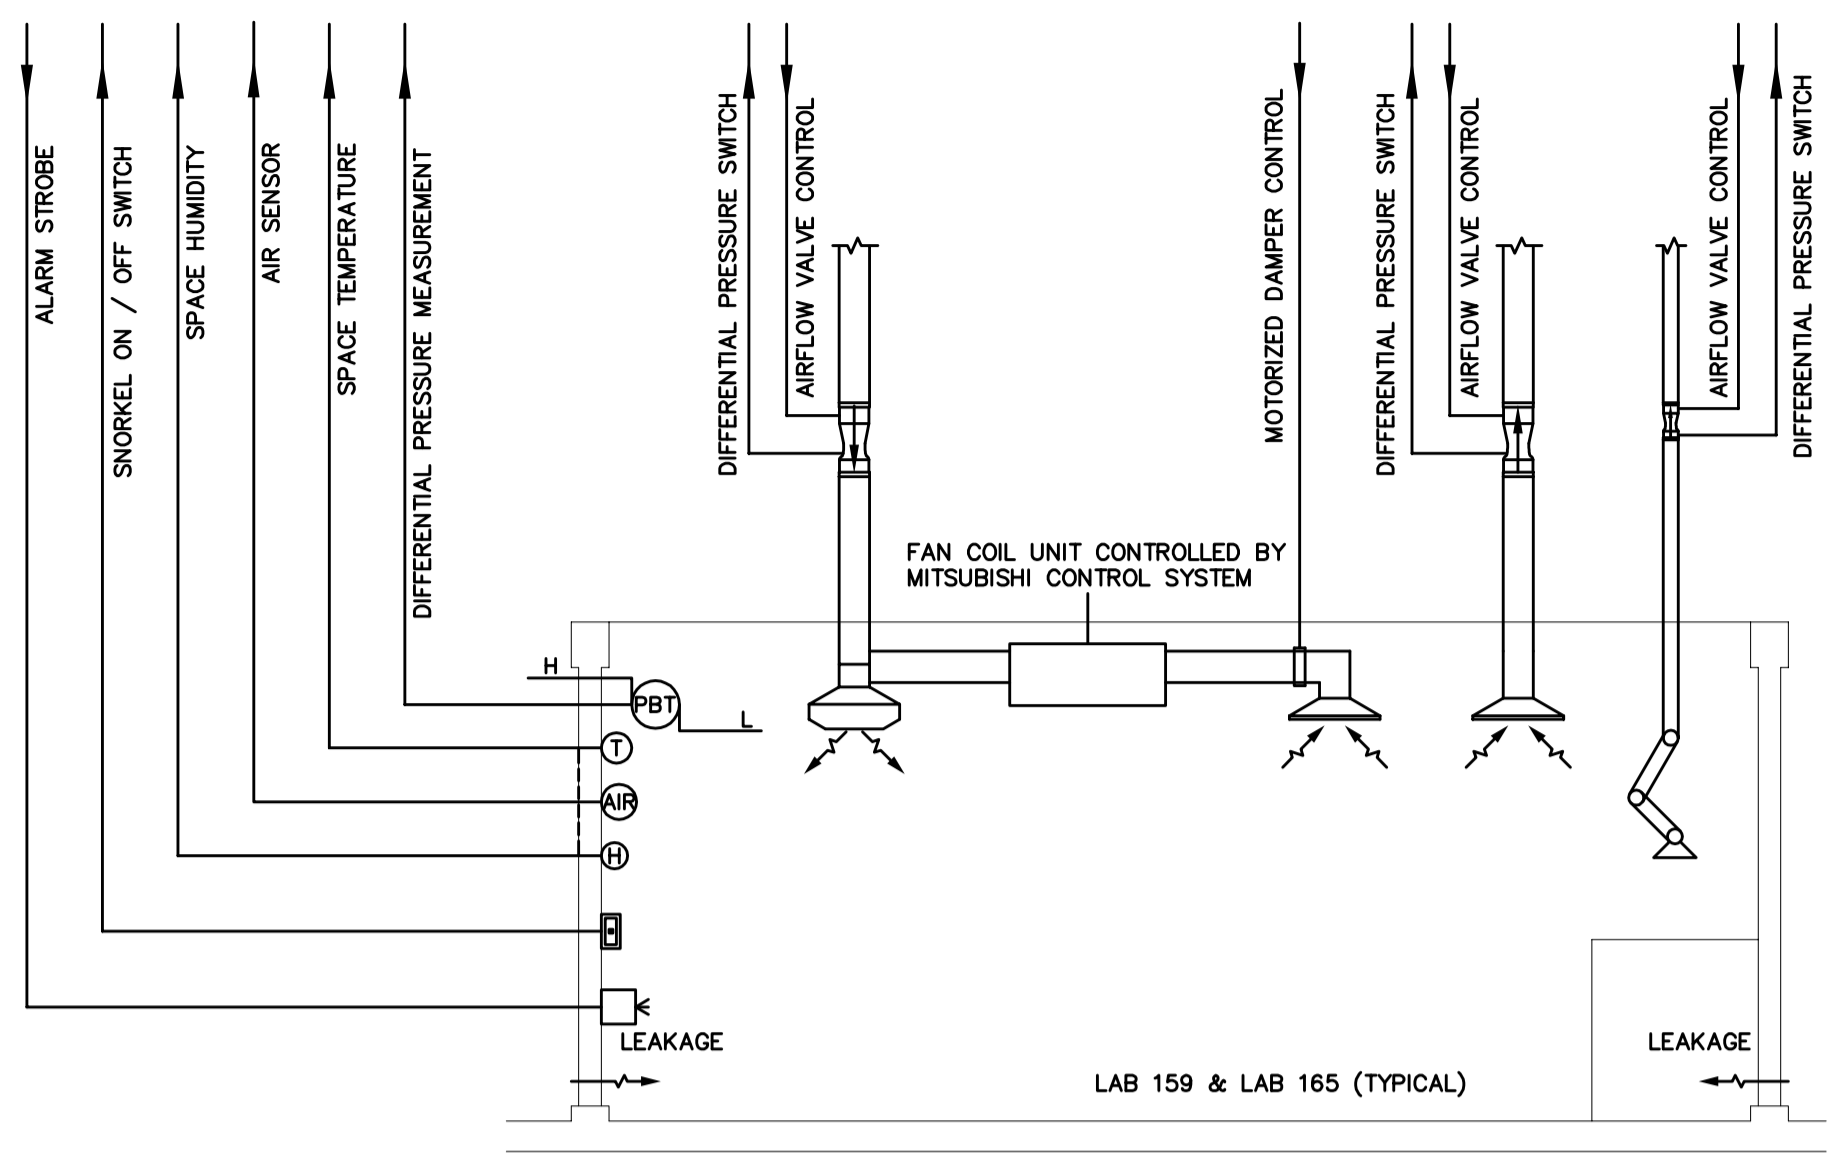 ALARM STROBE
SNORKEL ON / OFF SWITCH
SPACE HUMIDITY
AIR SENSOR
SPACE TEMPERATURE
DIFFERENTIAL PRESSURE MEASUREMENT
DIFFERENTIAL PRESSURE SWITCH
AIRFLOW VALVE CONTROL
MOTORIZED DAMPER CONTROL
DIFFERENTIAL PRESSURE SWITCH
AIRFLOW VALVE CONTROL
AIRFLOW VALVE CONTROL
DIFFERENTIAL PRESSURE SWITCH
FAN COIL UNIT CONTROLLED BY
MITSUBISHI CONTROL SYSTEM
H
PBT
L
T
AIR
H
LEAKAGE
LEAKAGE
LAB 159 & LAB 165 (TYPICAL)